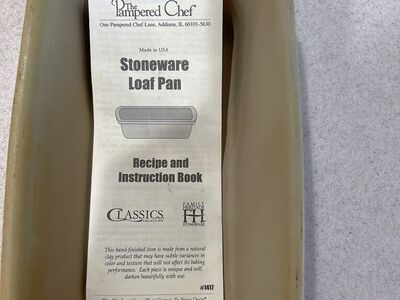 The
Pampered Chef®
One Pampered Chef Lane, Addison, IL 60101-5630
Made in USA
Stoneware
Loaf Pan
Recipe and
Instruction Book
CLASSICS
COLLECTION
FAMILY
HERITAGE
FH
STONEWARE
This hand-finished item is made from a natural
clay product that may have subtle variances in
color and texture that will not affect its baking
performance. Each piece is unique and will
darken beautifully with use.
#1417